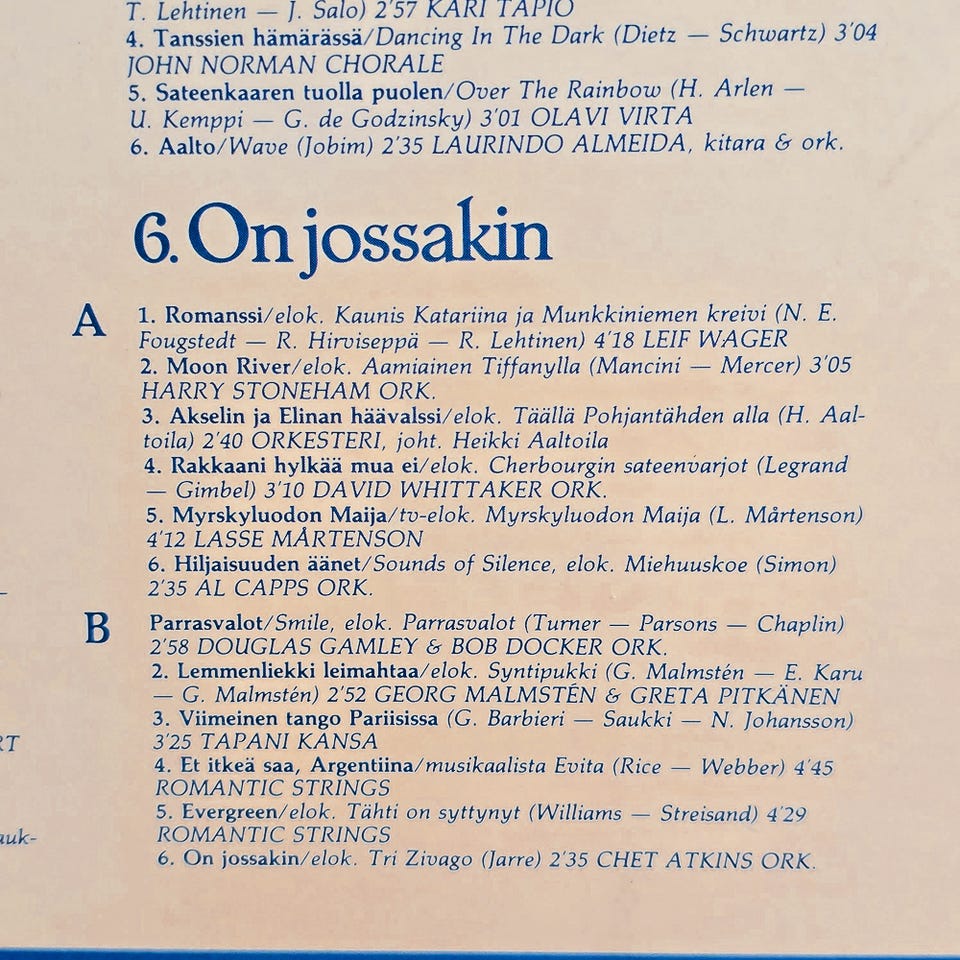 T. Lehtinen — J. Salo) 2'57 KARI TAPIO
4. Tanssien hämärässä/Dancing In The Dark (Dietz — Schwartz) 3'04
JOHN NORMAN CHORALE
5. Sateenkaaren tuolla puolen/Over The Rainbow (H. Arlen —
U. Kemppi — G. de Godzinsky) 3'01 OLAVI VIRTA
6. Aalto/Wave (Jobim) 2'35 LAURINDO ALMEIDA, kitara & ork.
6. On jossakin
A
1. Romanssi/elok. Kaunis Katariina ja Munkkiniemen kreivi (N. E.
Fougstedt — R. Hirviseppä — R. Lehtinen) 4'18 LEIF WAGER
2. Moon River/elok. Aamiainen Tiffanylla (Mancini — Mercer) 3'05
HARRY STONEHAM ORK.
3. Akselin ja Elinan häävalssi/elok. Täällä Pohjantähden alla (H. Aal-
toila) 2'40 ORKESTERI, joht. Heikki Aaltoila
4. Rakkaani hylkää mua ei/elok. Cherbourgin sateenvarjot (Legrand
— Gimbel) 3'10 DAVID WHITTAKER ORK.
5. Myrskyluodon Maija/tv-elok. Myrskyluodon Maija (L. Mårtenson)
4'12 LASSE MÅRTENSON
6. Hiljaisuuden äänet/Sounds of Silence, elok. Miehuuskoe (Simon)
2'35 AL CAPPS ORK.
B
Parrasvalot/Smile, elok. Parrasvalot (Turner — Parsons — Chaplin)
2'58 DOUGLAS GAMLEY & BOB DOCKER ORK.
2. Lemmenliekki leimahtaa/elok. Syntipukki (G. Malmstén — E. Karu
— G. Malmstén) 2'52 GEORG MALMSTÉN & GRETA PITKÄNEN
3. Viimeinen tango Pariisissa (G. Barbieri — Saukki — N. Johansson)
3'25 TAPANI KANSA
4. Et itkeä saa, Argentiina/musikaalista Evita (Rice — Webber) 4'45
ROMANTIC STRINGS
5. Evergreen/elok. Tähti on syttynyt (Williams — Streisand) 4'29
ROMANTIC STRINGS
6. On jossakin/elok. Tri Zivago (Jarre) 2'35 CHET ATKINS ORK.